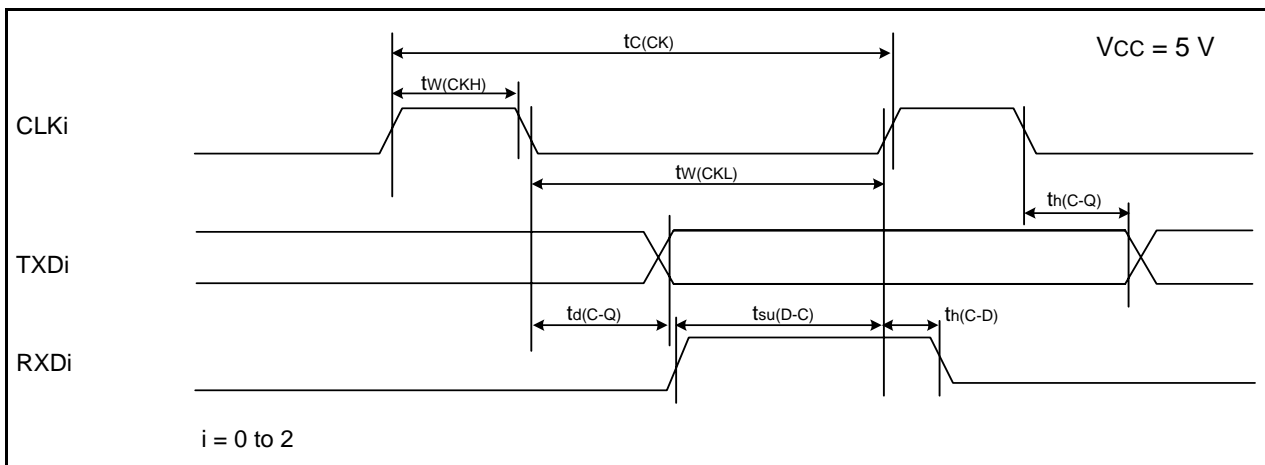 tC(CK)
VCC = 5 V
tW(CKH)
CLKi
tW(CKL)
th(C-Q)
TXDi
td(C-Q)
tsu(D-C)
th(C-D)
RXDi
i = 0 to 2